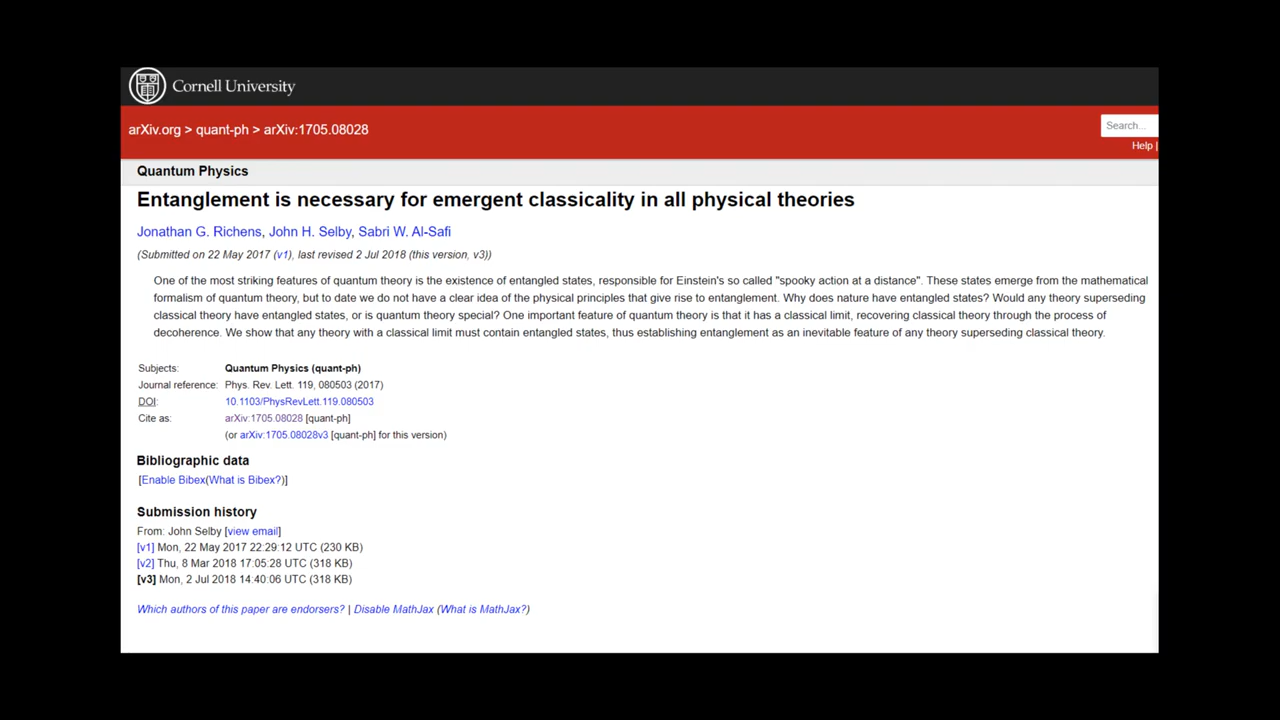 Cornell University
arXiv.org > quant-ph > arXiv:1705.08028
Search...
Help |
Quantum Physics
Entanglement is necessary for emergent classicality in all physical theories
Jonathan G. Richens, John H. Selby, Sabri W. Al-Safi
(Submitted on 22 May 2017 (v1), last revised 2 Jul 2018 (this version, v3))
One of the most striking features of quantum theory is the existence of entangled states, responsible for Einstein's so called "spooky action at a distance". These states emerge from the mathematical
formalism of quantum theory, but to date we do not have a clear idea of the physical principles that give rise to entanglement. Why does nature have entangled states? Would any theory superseding
classical theory have entangled states, or is quantum theory special? One important feature of quantum theory is that it has a classical limit, recovering classical theory through the process of
decoherence. We show that any theory with a classical limit must contain entangled states, thus establishing entanglement as an inevitable feature of any theory superseding classical theory.
Subjects: Quantum Physics (quant-ph)
Journal reference: Phys. Rev. Lett. 119, 080503 (2017)
DOI: 10.1103/PhysRevLett.119.080503
Cite as: arXiv:1705.08028 [quant-ph]
(or arXiv:1705.08028v3 [quant-ph] for this version)
Bibliographic data
[Enable Bibex(What is Bibex?)]
Submission history
From: John Selby [view email]
[v1] Mon, 22 May 2017 22:29:12 UTC (230 KB)
[v2] Thu, 8 Mar 2018 17:05:28 UTC (318 KB)
[v3] Mon, 2 Jul 2018 14:40:06 UTC (318 KB)
Which authors of this paper are endorsers? | Disable MathJax (What is MathJax?)